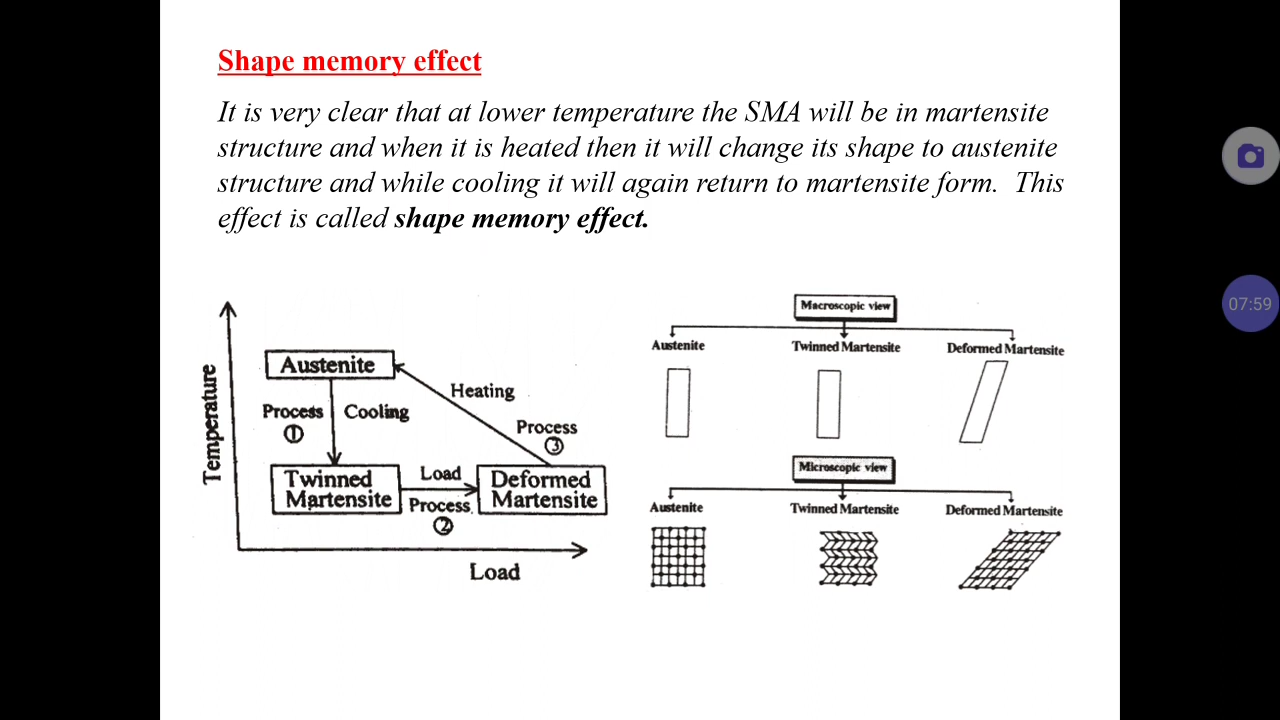 Shape memory effect
It is very clear that at lower temperature the SMA will be in martensite
structure and when it is heated then it will change its shape to austenite
structure and while cooling it will again return to martensite form. This
effect is called shape memory effect.
Temperature
Austenite
Heating
Process
①
Cooling
Process
③
Twinned
Martensite
Load
Process
②
Deformed
Martensite
Load
Macroscopic view
Austenite
Twinned Martensite
Deformed Martensite
Microscopic view
Austenite
Twinned Martensite
Deformed Martensite
07:59